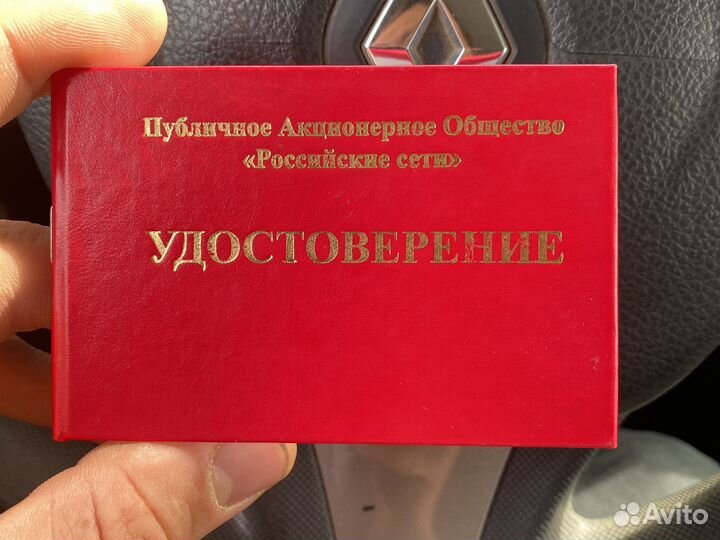 Публичное Акционерное Общество
«Российские сети»
УДОСТОВЕРЕНИЕ
Avito